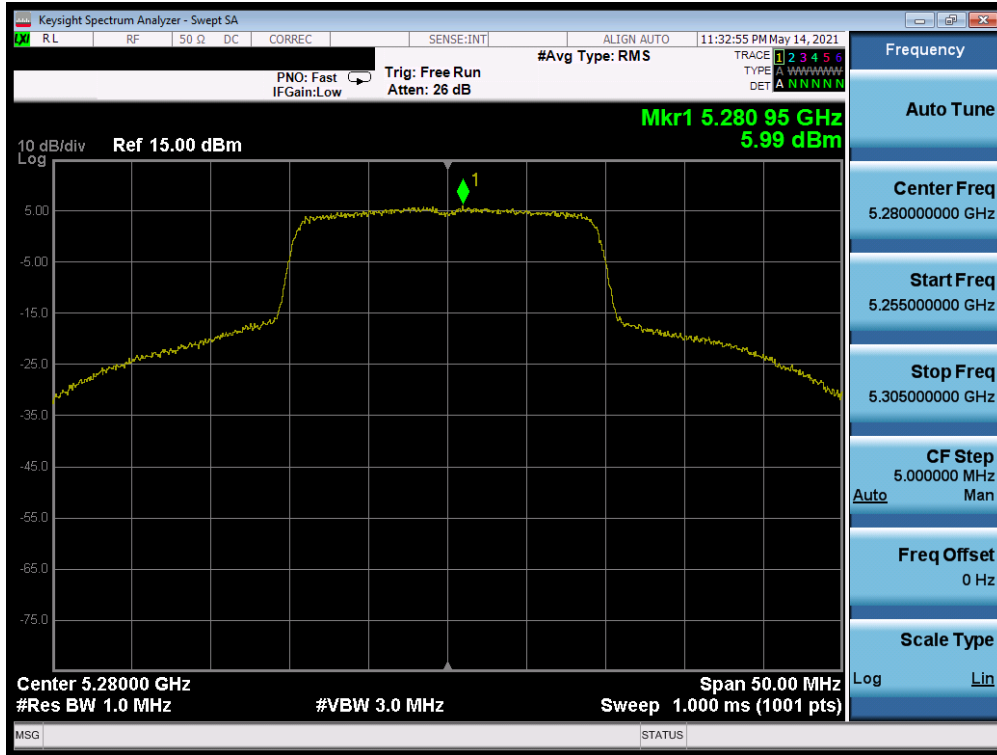 Keysight Spectrum Analyzer - Swept SA
LXI RL RF 50 Ω DC CORREC SENSE:INT ALIGN AUTO 11:32:55 PM May 14, 2021
#Avg Type: RMS TRACE 1 2 3 4 5 6
PNO: Fast Trig: Free Run TYPE A WWWWW
IFGain:Low Atten: 26 dB DET A N N N N N
Mkr1 5.280 95 GHz
5.99 dBm
10 dB/div Ref 15.00 dBm
Log
1
5.00
-5.00
-15.0
-25.0
-35.0
-45.0
-55.0
-65.0
-75.0
Center 5.28000 GHz Span 50.00 MHz
#Res BW 1.0 MHz #VBW 3.0 MHz Sweep 1.000 ms (1001 pts)
MSG STATUS
Frequency
Auto Tune
Center Freq
5.280000000 GHz
Start Freq
5.255000000 GHz
Stop Freq
5.305000000 GHz
CF Step
5.000000 MHz
Auto Man
Freq Offset
0 Hz
Scale Type
Log Lin